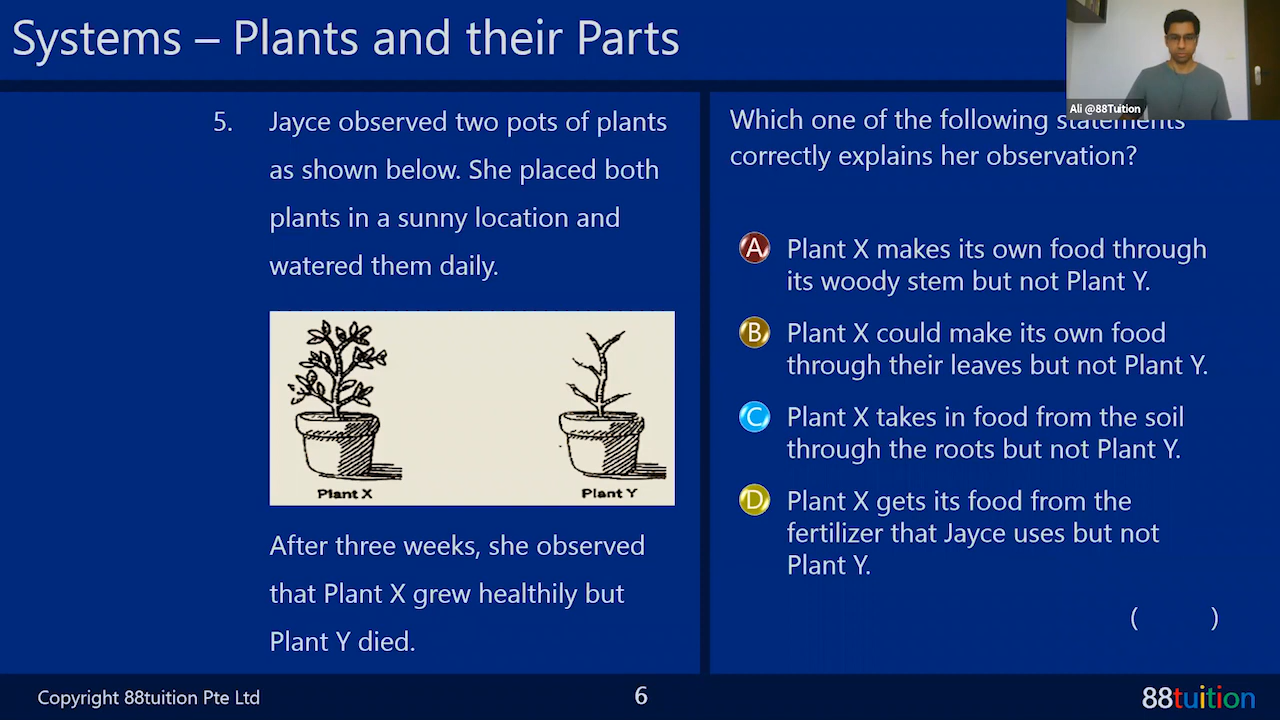 Systems – Plants and their Parts
Ali @88Tuition
5. Jayce observed two pots of plants
as shown below. She placed both
plants in a sunny location and
watered them daily.
Plant X
Plant Y
After three weeks, she observed
that Plant X grew healthily but
Plant Y died.
Which one of the following statements
correctly explains her observation?
A Plant X makes its own food through
its woody stem but not Plant Y.
B Plant X could make its own food
through their leaves but not Plant Y.
C Plant X takes in food from the soil
through the roots but not Plant Y.
D Plant X gets its food from the
fertilizer that Jayce uses but not
Plant Y.
( )
Copyright 88tuition Pte Ltd
6
88tuition